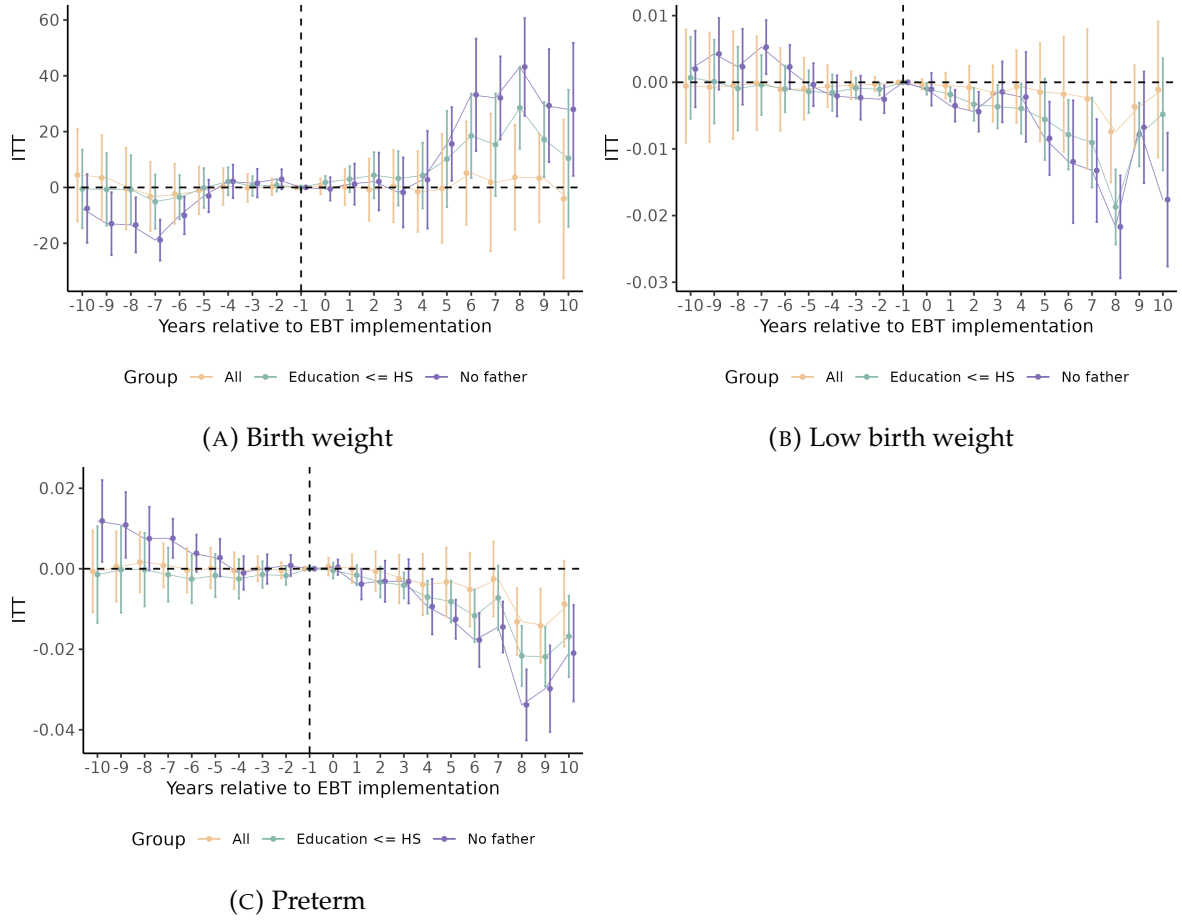 60
40
20
0
-20
ITT
-10 -9 -8 -7 -6 -5 -4 -3 -2 -1 0 1 2 3 4 5 6 7 8 9 10
Years relative to EBT implementation
Group All Education <= HS No father
(A) Birth weight
0.01
0.00
-0.01
-0.02
-0.03
ITT
-10 -9 -8 -7 -6 -5 -4 -3 -2 -1 0 1 2 3 4 5 6 7 8 9 10
Years relative to EBT implementation
Group All Education <= HS No father
(B) Low birth weight
0.02
0.00
-0.02
-0.04
ITT
-10 -9 -8 -7 -6 -5 -4 -3 -2 -1 0 1 2 3 4 5 6 7 8 9 10
Years relative to EBT implementation
Group All Education <= HS No father
(C) Preterm